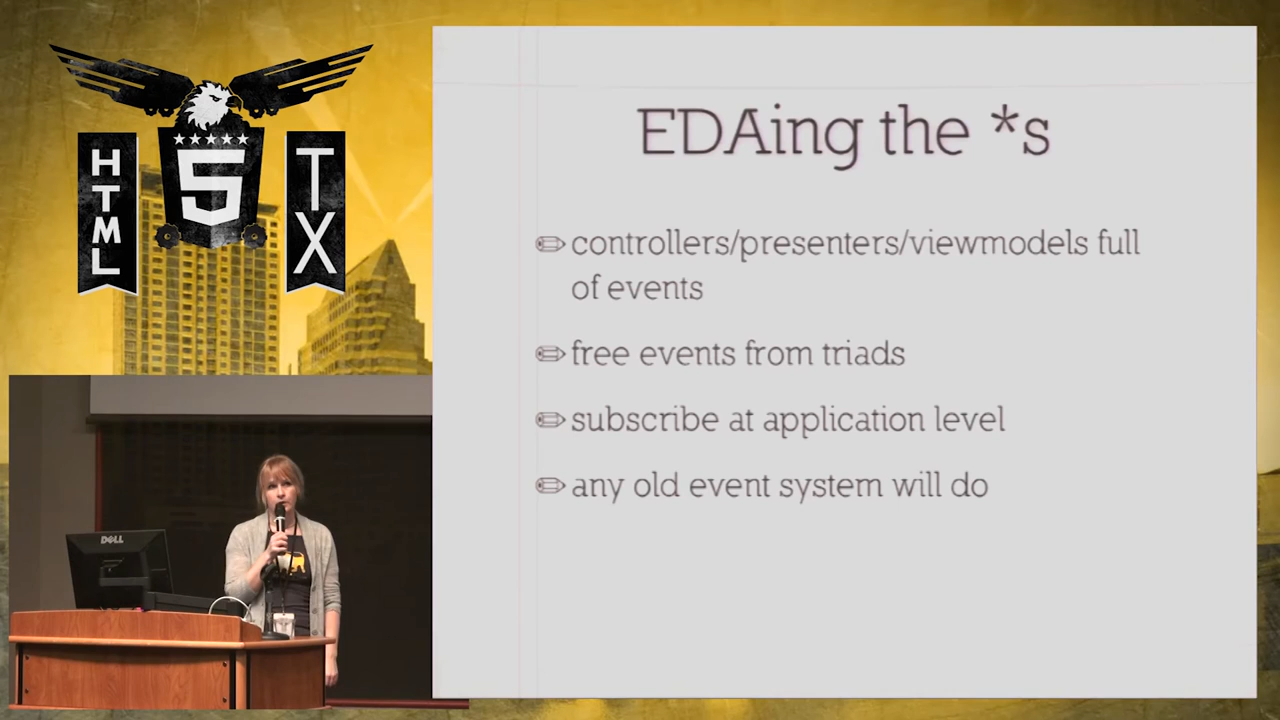 HTML
5
TX
EDAing the *s
controllers/presenters/viewmodels full
of events
free events from triads
subscribe at application level
any old event system will do
DELL